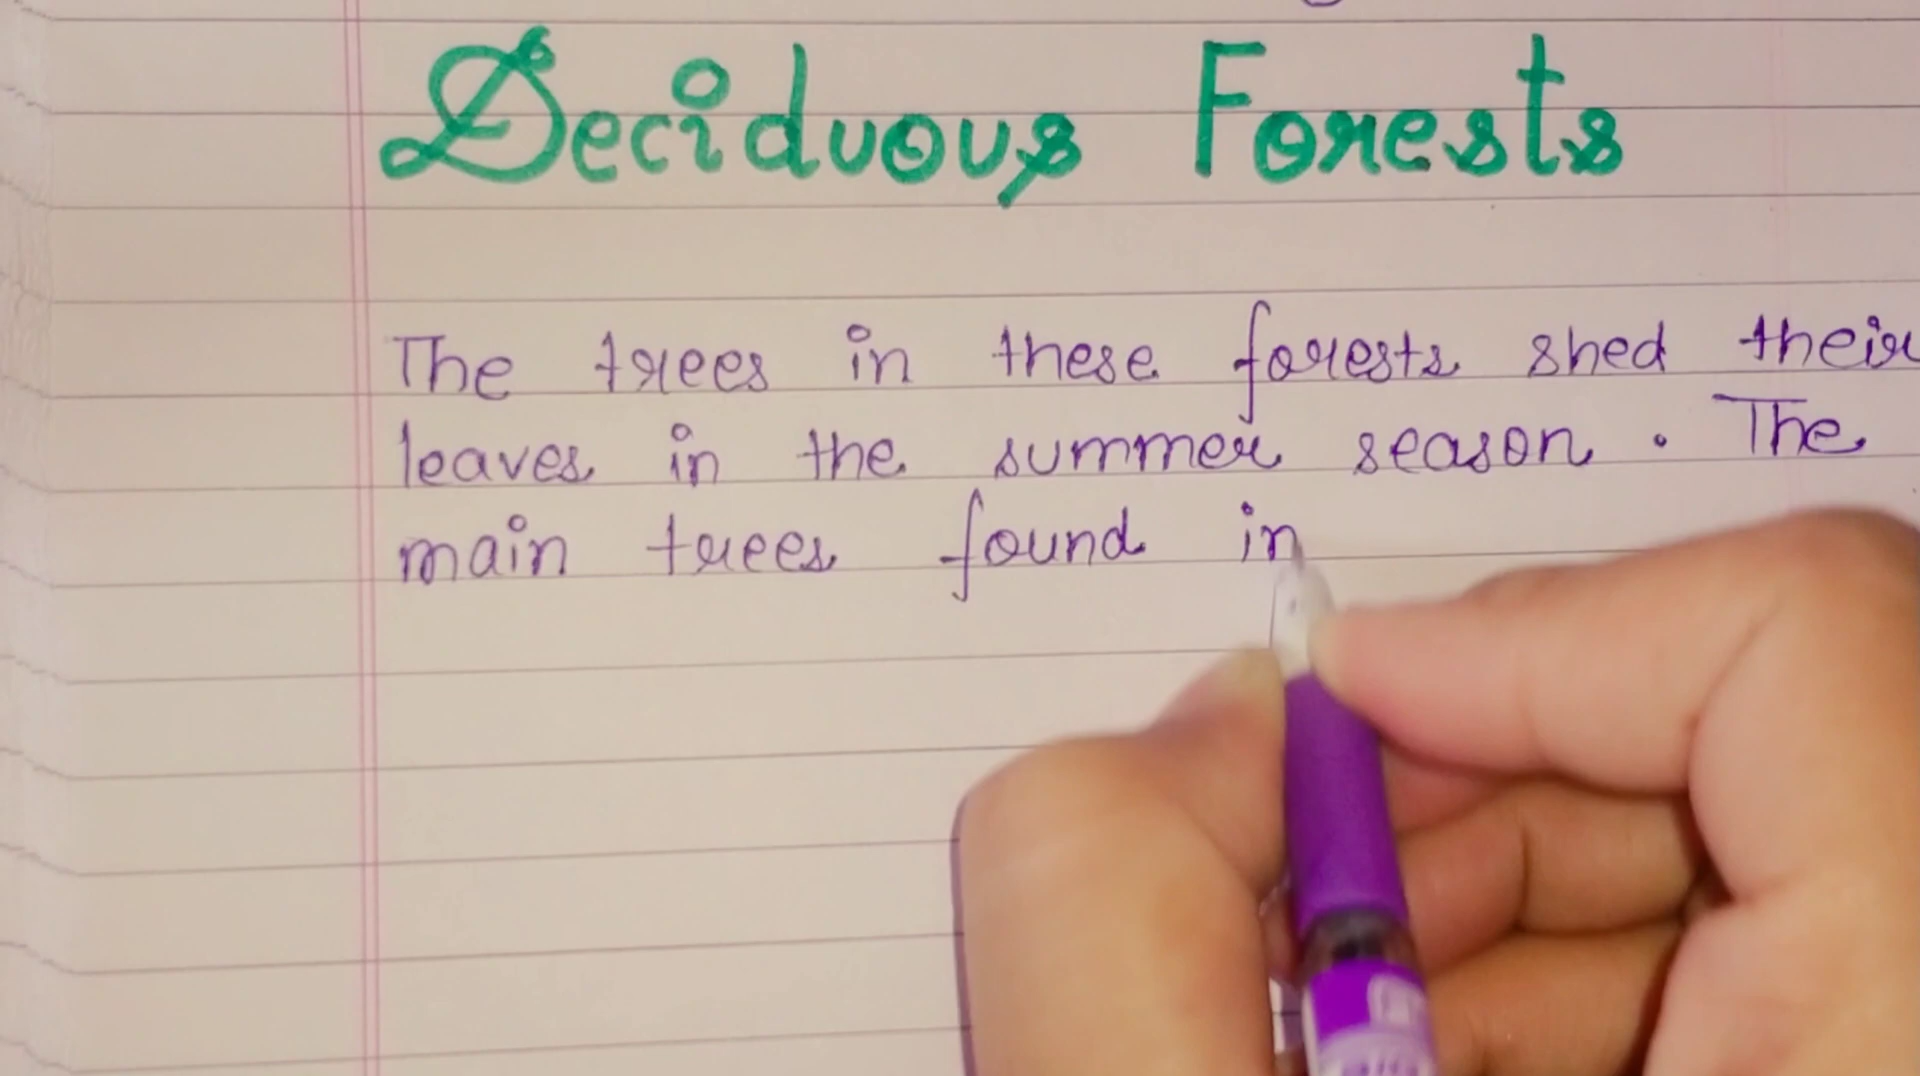 Deciduous Forests
The trees in these forests shed their
leaves in the summer season. The
main trees found in